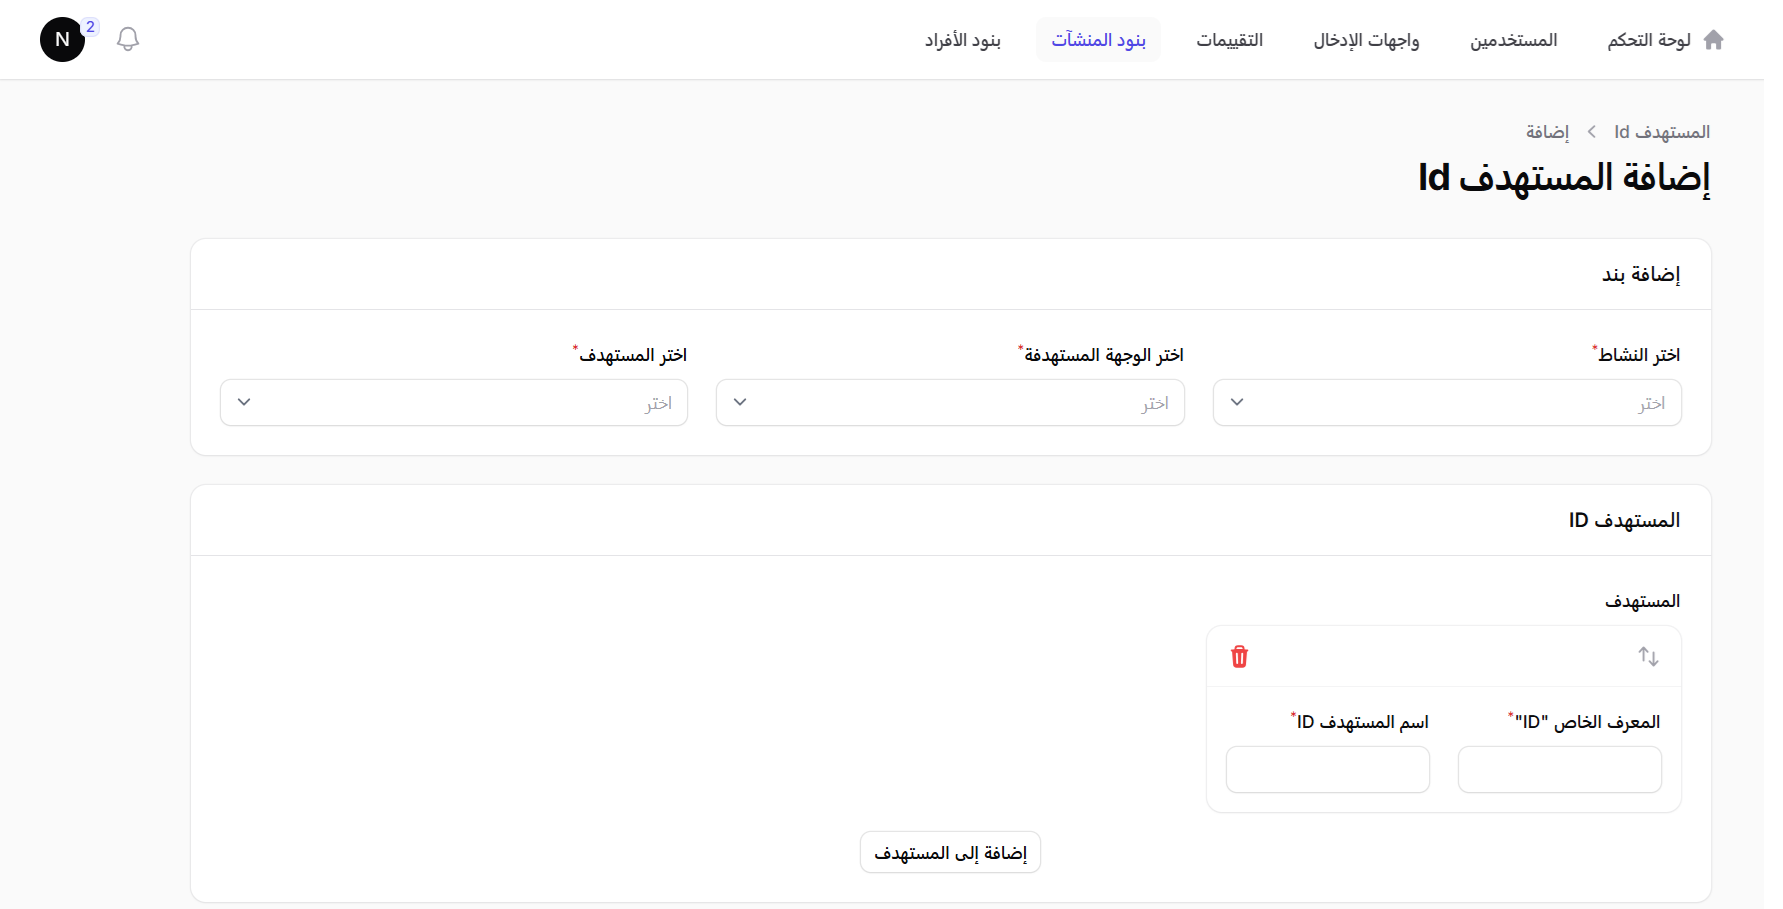 لوحة التحكم
المستخدمين
واجهات الإدخال
التقييمات
بنود المنشآت
بنود الأفراد
2
N
المستهدف Id
إضافة
إضافة المستهدف Id
إضافة بند
اختر النشاط*
اختر الوجهة المستهدفة*
اختر المستهدف*
اختر
اختر
اختر
المستهدف ID
المستهدف
المعرف الخاص "ID"*
اسم المستهدف ID*
إضافة إلى المستهدف